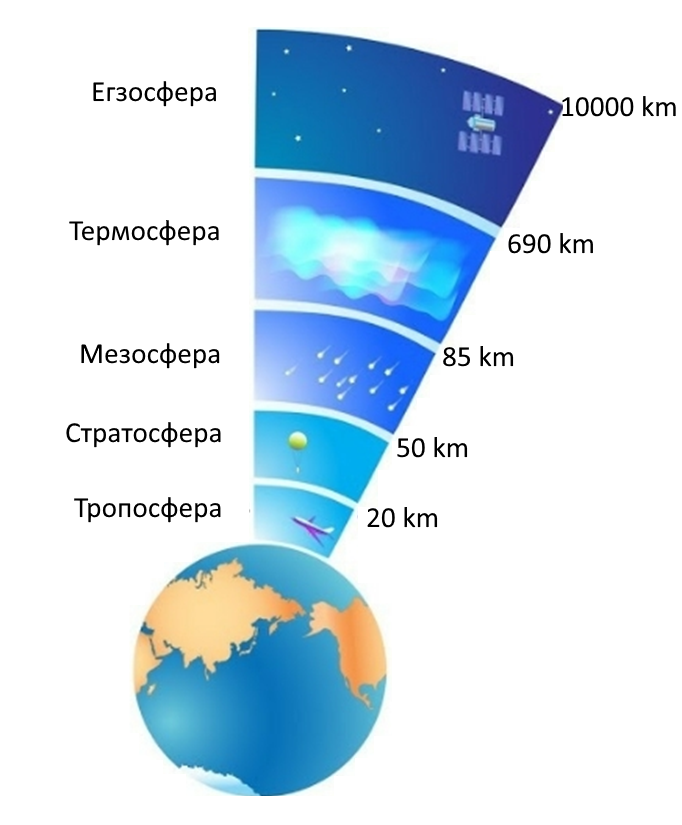 Егзосфера
10000 km
Термосфера
690 km
Мезосфера
85 km
Стратосфера
50 km
Тропосфера
20 km